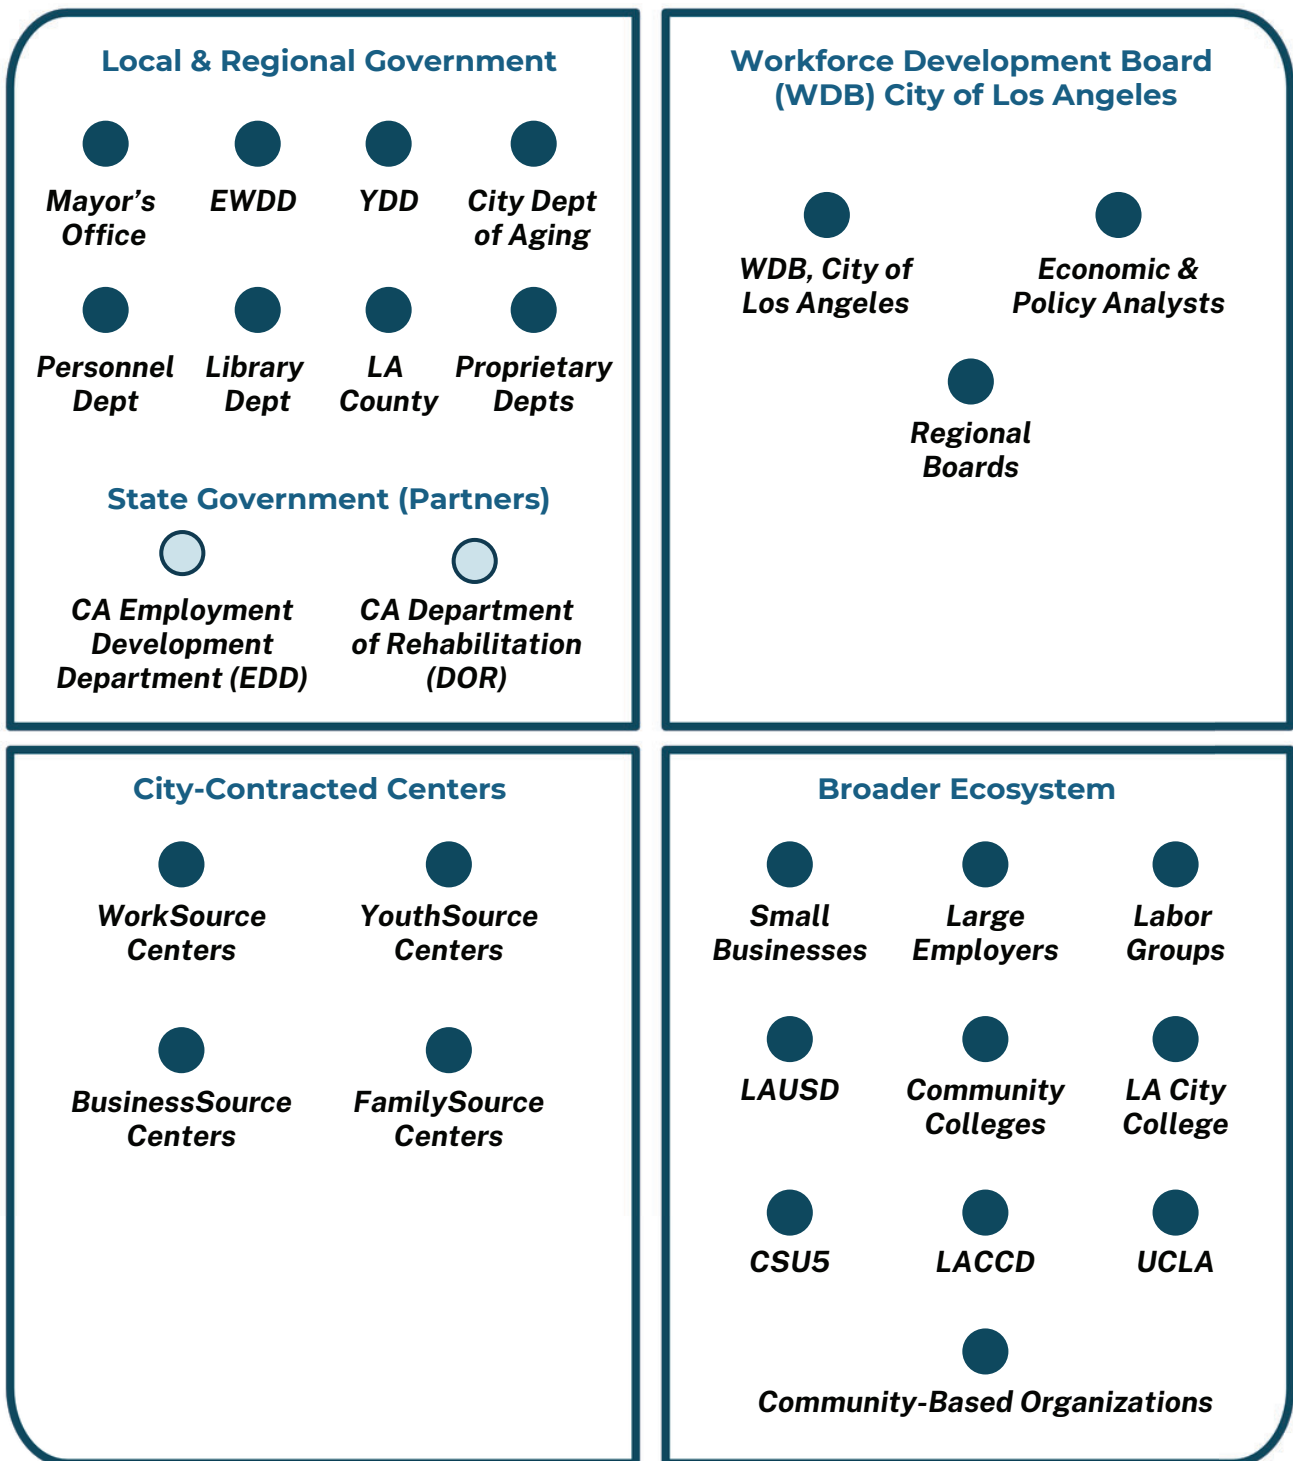 Local & Regional Government
Mayor's
Office
EWDD
YDD
City Dept
of Aging
Personnel
Dept
Library
Dept
LA
County
Proprietary
Depts
State Government (Partners)
CA Employment
Development
Department (EDD)
CA Department
of Rehabilitation
(DOR)
Workforce Development Board
(WDB) City of Los Angeles
WDB, City of
Los Angeles
Economic &
Policy Analysts
Regional
Boards
City-Contracted Centers
WorkSource
Centers
YouthSource
Centers
BusinessSource
Centers
FamilySource
Centers
Broader Ecosystem
Small
Businesses
Large
Employers
Labor
Groups
LAUSD
Community
Colleges
LA City
College
CSU5
LACCD
UCLA
Community-Based Organizations